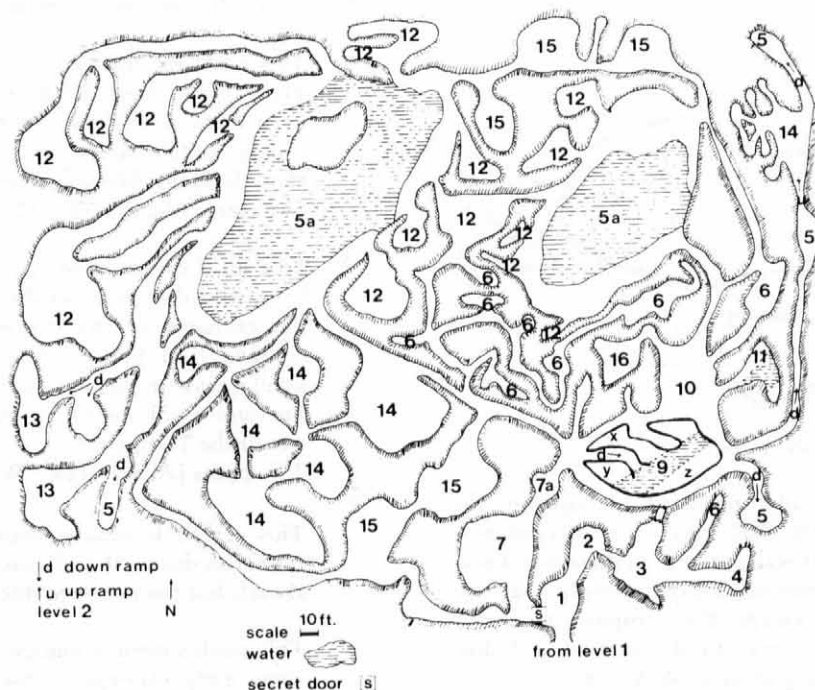 12 15 15 5
12 d
12 12 12 12 15 12 14
12 12 12 u
5a 12 12 5a 5
12 12
6
12 12 6 6 6
6 6 12
14 6 16 11
d 14 6 10
13 14 d
14 x
d 14 15 7a d 9 d
y z
13 5 14 15 7 2 6 5
3 4
1
d down ramp
u up ramp N
level 2
s
10 ft.
scale
water from level 1
secret door [s]